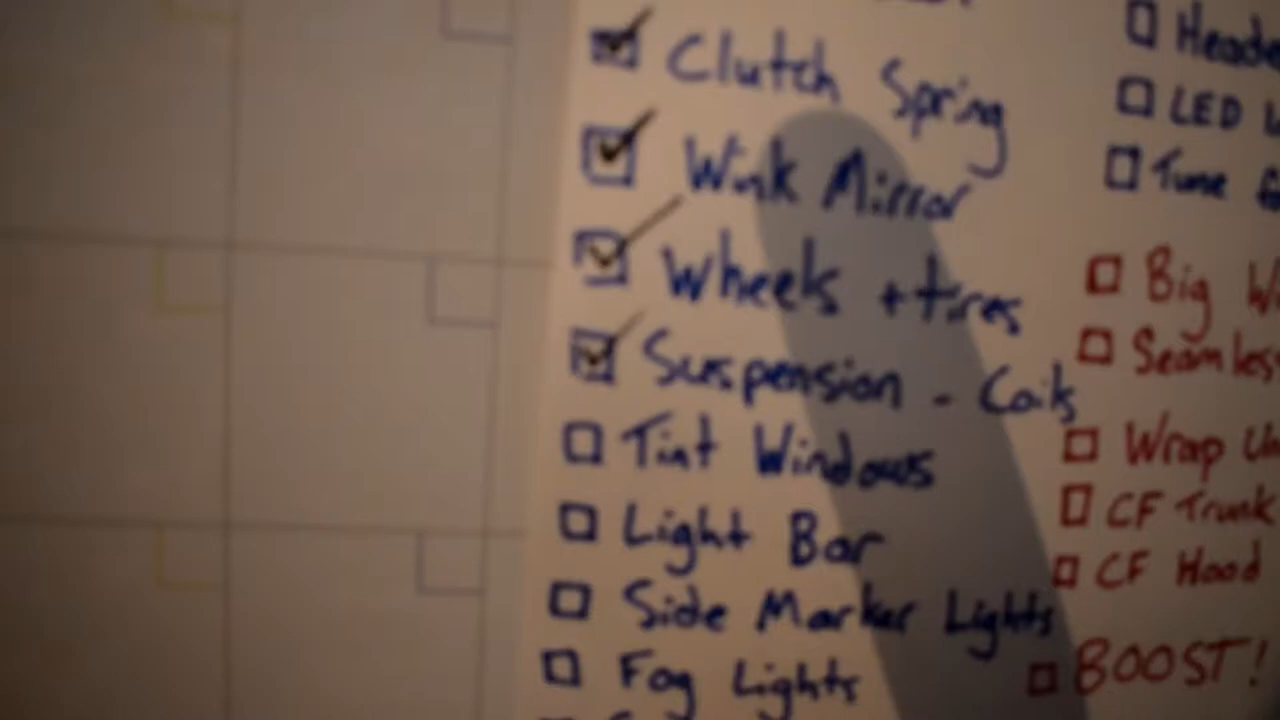 Clutch Spring
Wink Mirror
Wheels + tires
Suspension - Coils
Tint Windows
Light Bar
Side Marker Lights
Fog Lights
LED
Tune
Big
Seamless
Wrap
CF Trunk
CF Hood
BOOST!